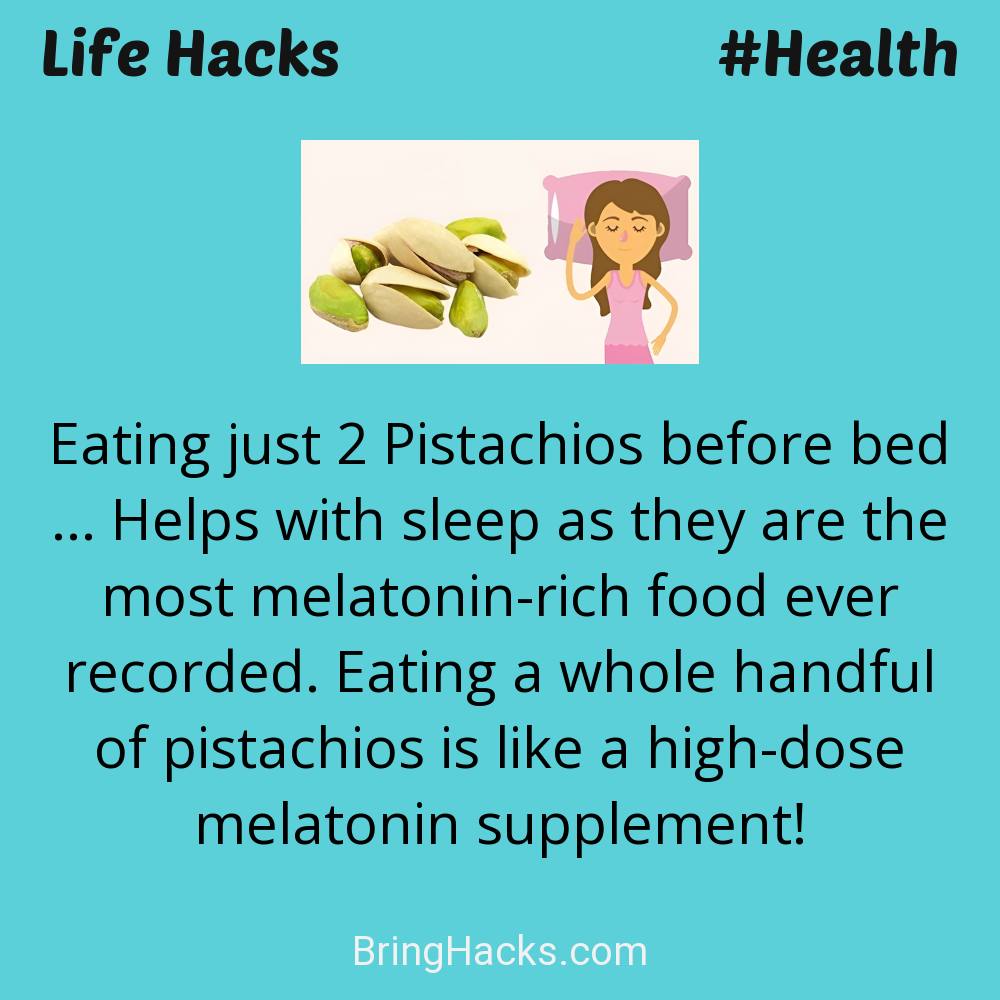 Life Hacks
#Health
Eating just 2 Pistachios before bed
... Helps with sleep as they are the
most melatonin-rich food ever
recorded. Eating a whole handful
of pistachios is like a high-dose
melatonin supplement!
BringHacks.com